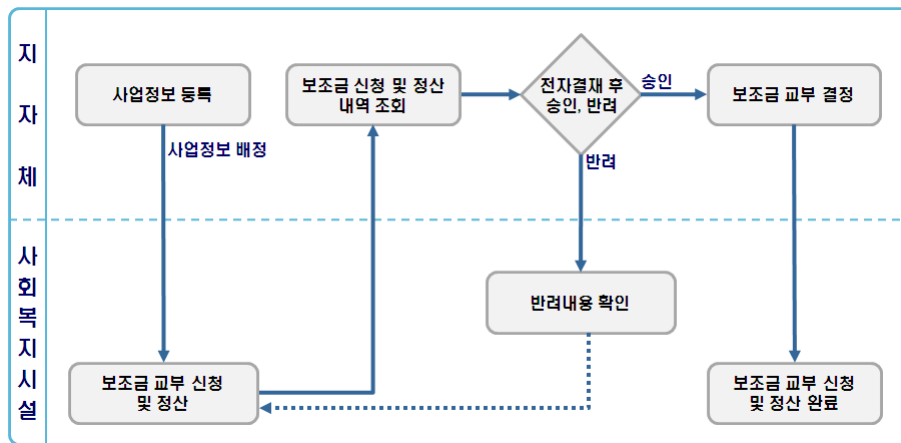 지
자
체
사업정보 등록
사업정보 배정
보조금 신청 및 정산
내역 조회
전자결재 후
승인, 반려
승인
반려
보조금 교부 결정
사
회
복
지
시
설
보조금 교부 신청
및 정산
반려내용 확인
보조금 교부 신청
및 정산 완료